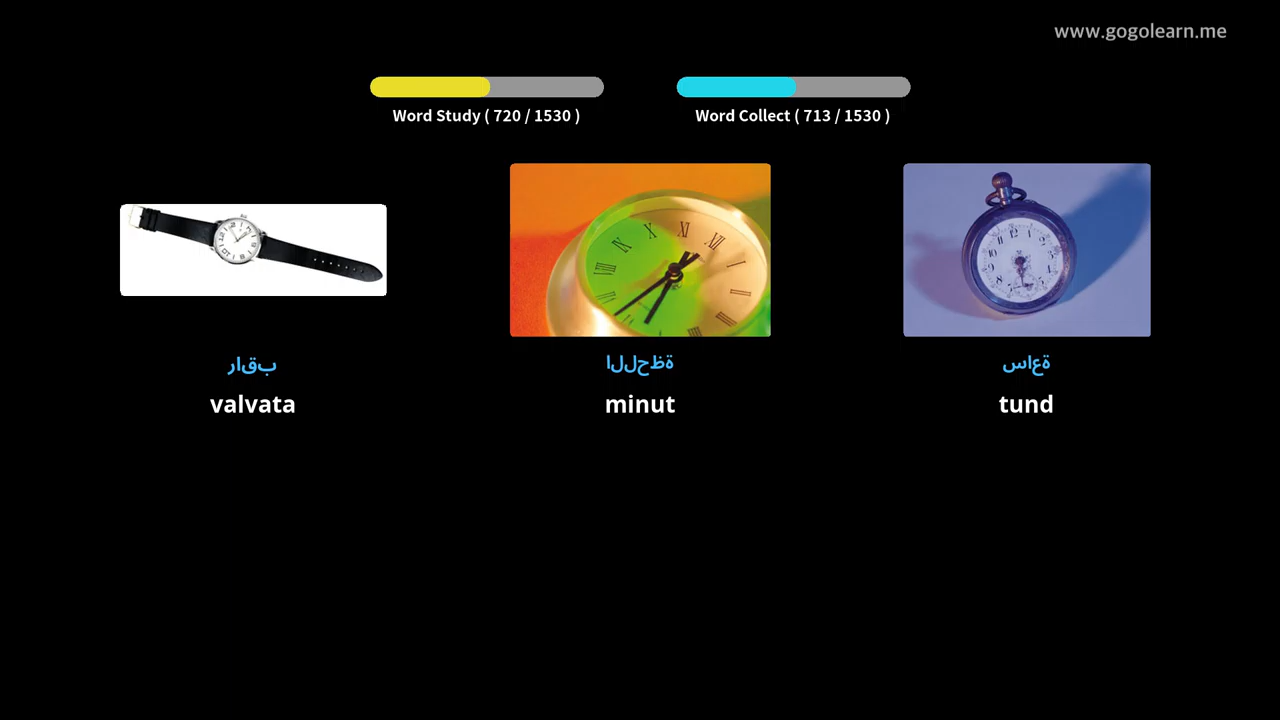 www.gogolearn.me
Word Study ( 720 / 1530 )
Word Collect ( 713 / 1530 )
راقب
اللحظة
ساعة
valvata
minut
tund